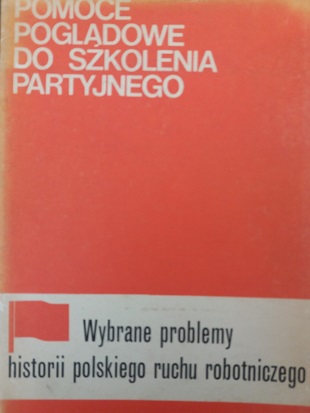 POMOCE
POGLĄDOWE
DO SZKOLENIA
PARTYJNEGO
Wybrane problemy
historii polskiego ruchu robotniczego